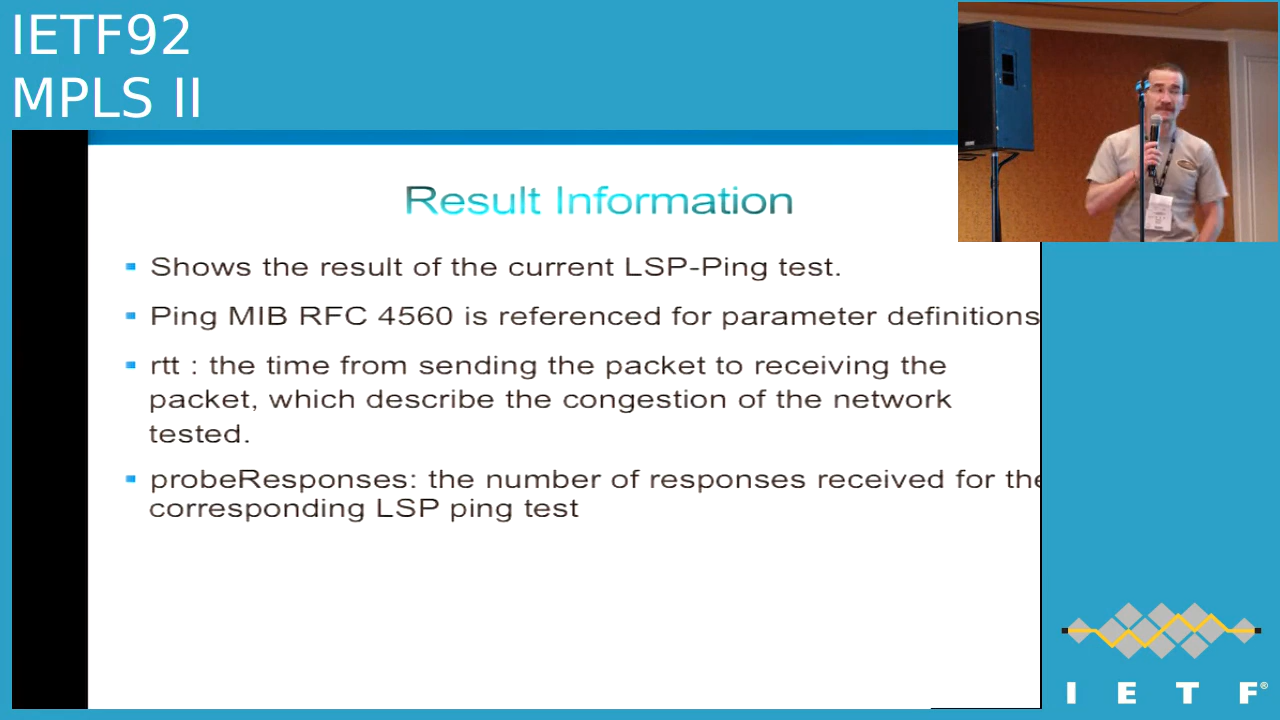 IETF92
MPLS II
Result Information
Shows the result of the current LSP-Ping test.
Ping MIB RFC 4560 is referenced for parameter definitions
rtt : the time from sending the packet to receiving the
packet, which describe the congestion of the network
tested.
probeResponses: the number of responses received for the
corresponding LSP ping test
I E T F®